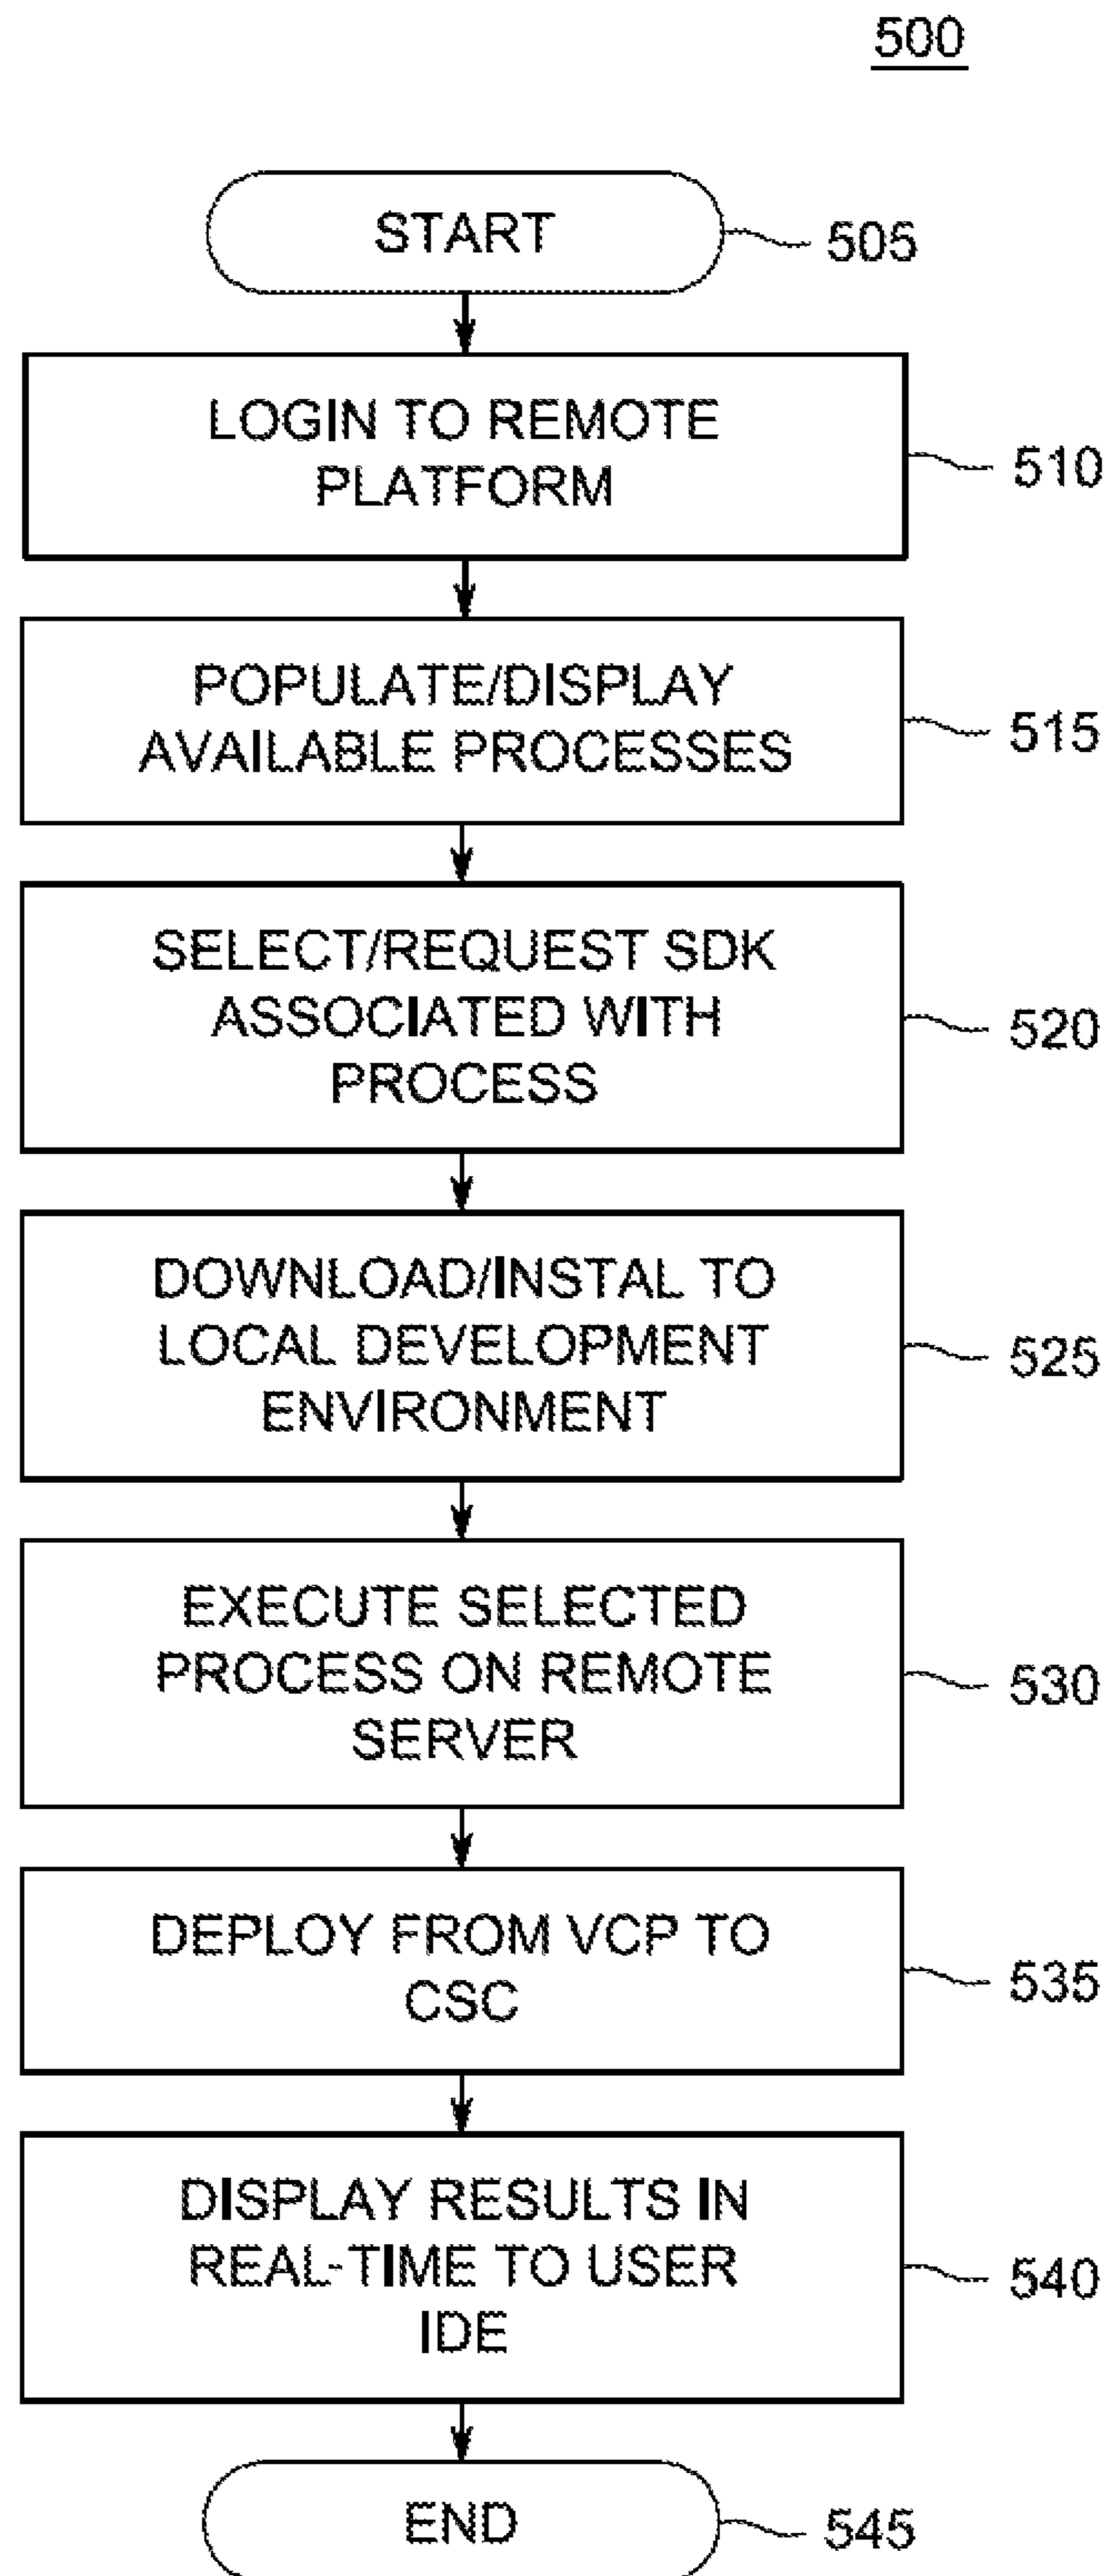 500
START
505
LOGIN TO REMOTE
PLATFORM
510
POPULATE/DISPLAY
AVAILABLE PROCESSES
515
SELECT/REQUEST SDK
ASSOCIATED WITH
PROCESS
520
DOWNLOAD/INSTAL TO
LOCAL DEVELOPMENT
ENVIRONMENT
525
EXECUTE SELECTED
PROCESS ON REMOTE
SERVER
530
DEPLOY FROM VCP TO
CSC
535
DISPLAY RESULTS IN
REAL-TIME TO USER
IDE
540
END
545